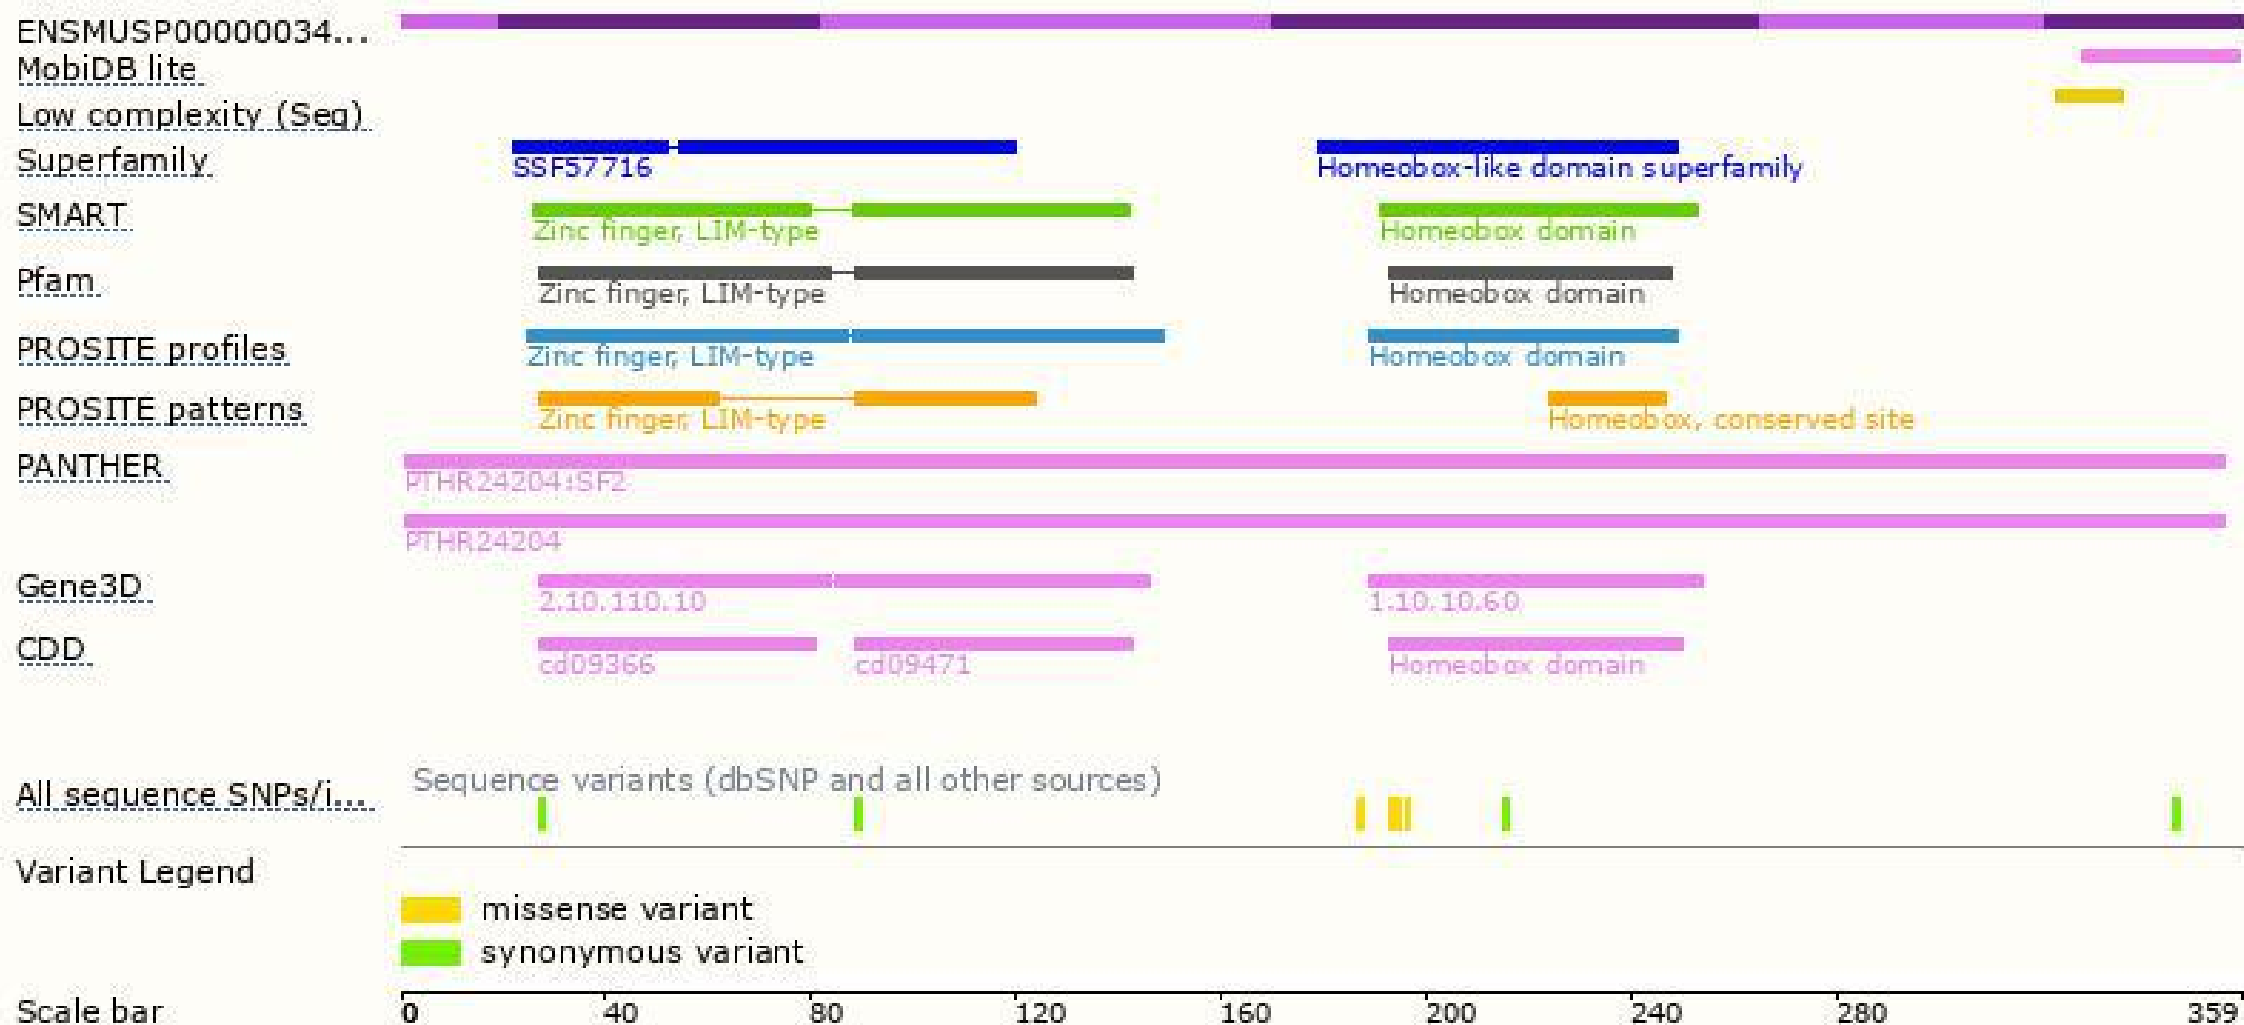 ENSMUSP00000034...
MobiDB lite
Low complexity (Seg)
Superfamily
SSF57716 Homeobox-like domain superfamily
SMART
Zinc finger, LIM-type Homeobox domain
Pfam
Zinc finger, LIM-type Homeobox domain
PROSITE profiles
Zinc finger, LIM-type Homeobox domain
PROSITE patterns
Zinc finger, LIM-type Homeobox, conserved site
PANTHER
PTHR24204:SF2
PTHR24204
Gene3D
2.10.110.10 1.10.10.60
CDD
cd09366 cd09471 Homeobox domain
Sequence variants (dbSNP and all other sources)
All sequence SNPs/i...
Variant Legend
missense variant
synonymous variant
Scale bar 0 40 80 120 160 200 240 280 359